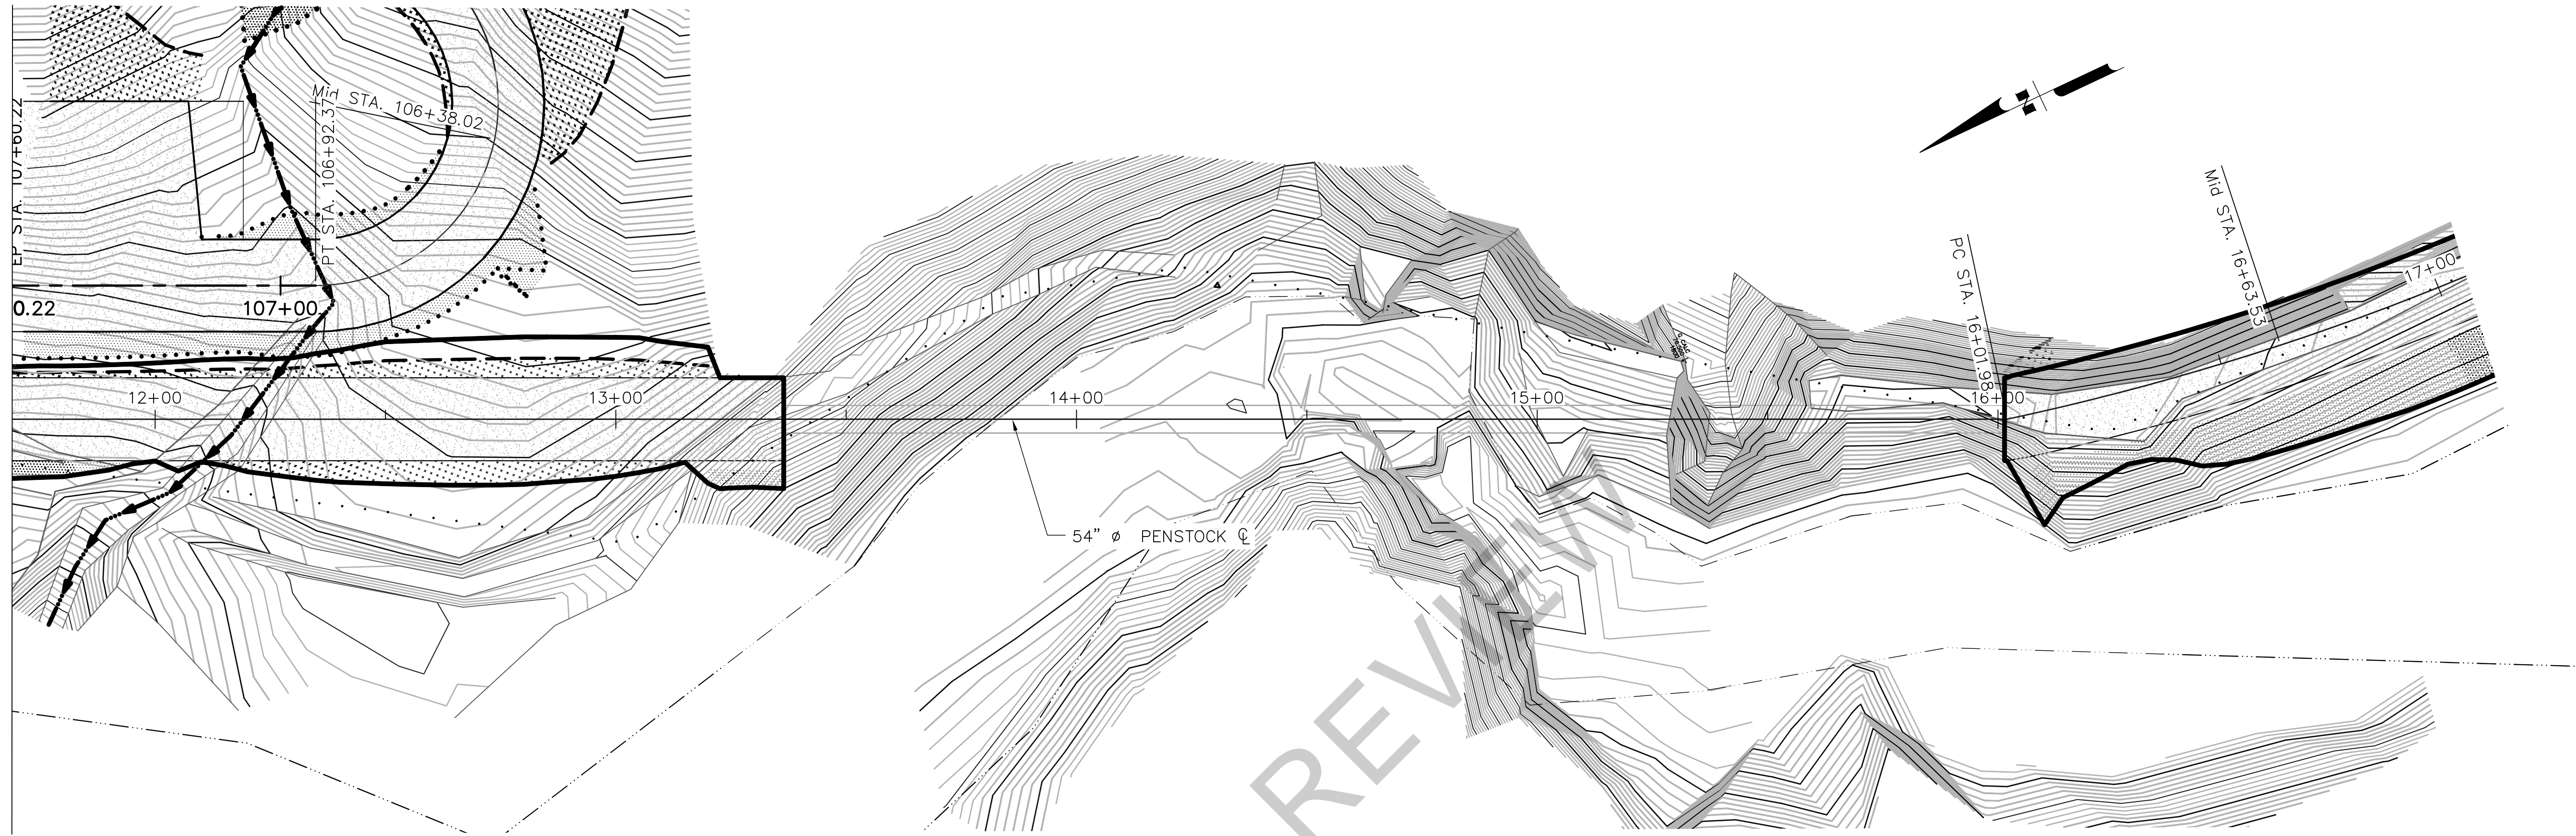 Mid STA. 106+38.02
EP STA. 107+60.22
PT STA. 106+92.37
0.22
107+00
12+00
13+00
14+00
15+00
16+00
17+00
PC STA. 16+01.98
Mid STA. 16+63.53
54" ø PENSTOCK ℄
N
REVIEW